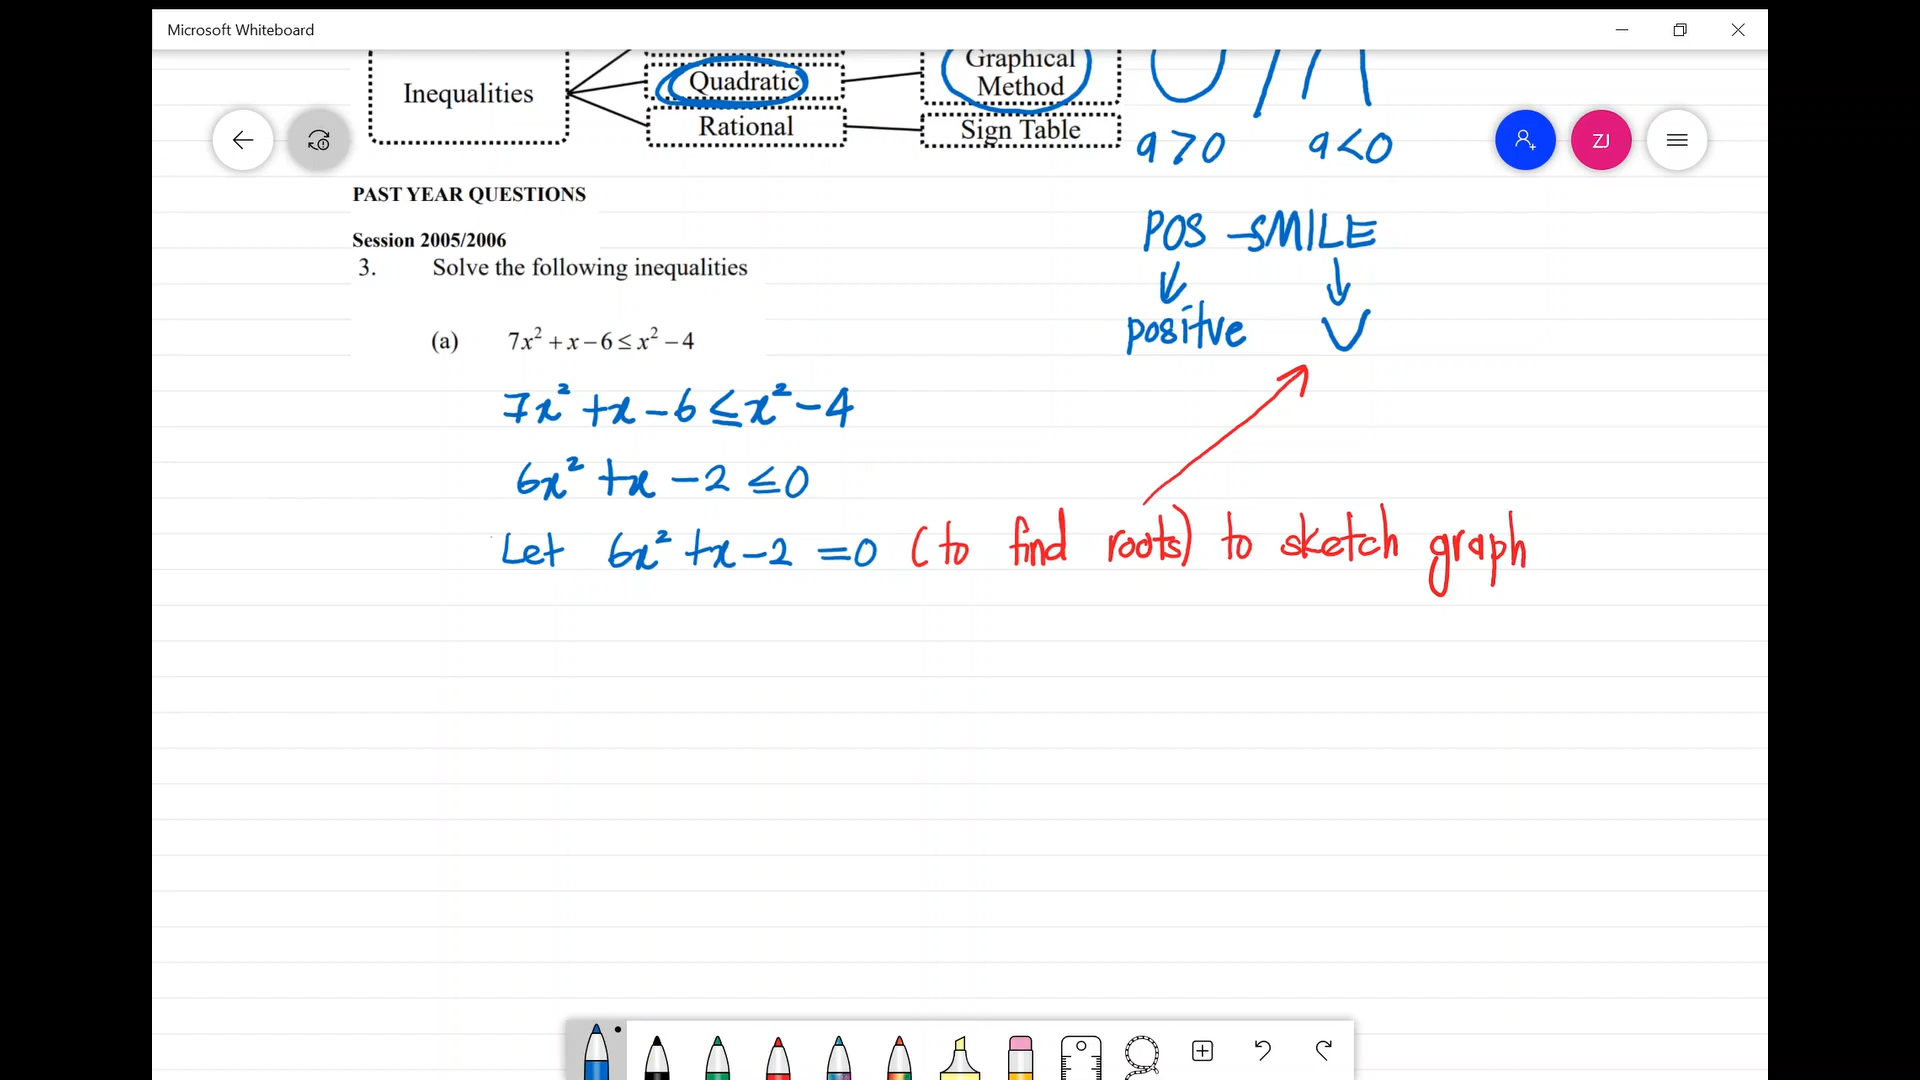 Microsoft Whiteboard
Inequalities
Quadratic
Rational
Graphical
Method
Sign Table
a>0 a<0
ZJ
PAST YEAR QUESTIONS
Session 2005/2006
3. Solve the following inequalities
(a) 7x² + x − 6 ≤ x² − 4
POS → SMILE
positve
7x² + x − 6 ≤ x² − 4
6x² + x − 2 ≤ 0
Let 6x² + x − 2 = 0 (to find roots) to sketch graph